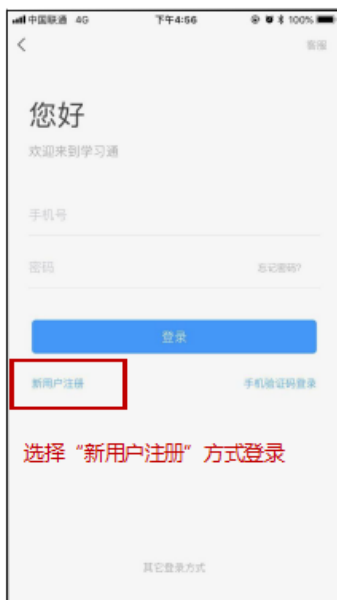 中国联通 4G 下午4:56 100%
客服
您好
欢迎来到学习通
手机号
密码 忘记密码?
登录
新用户注册 手机验证码登录
选择“新用户注册”方式登录
其它登录方式